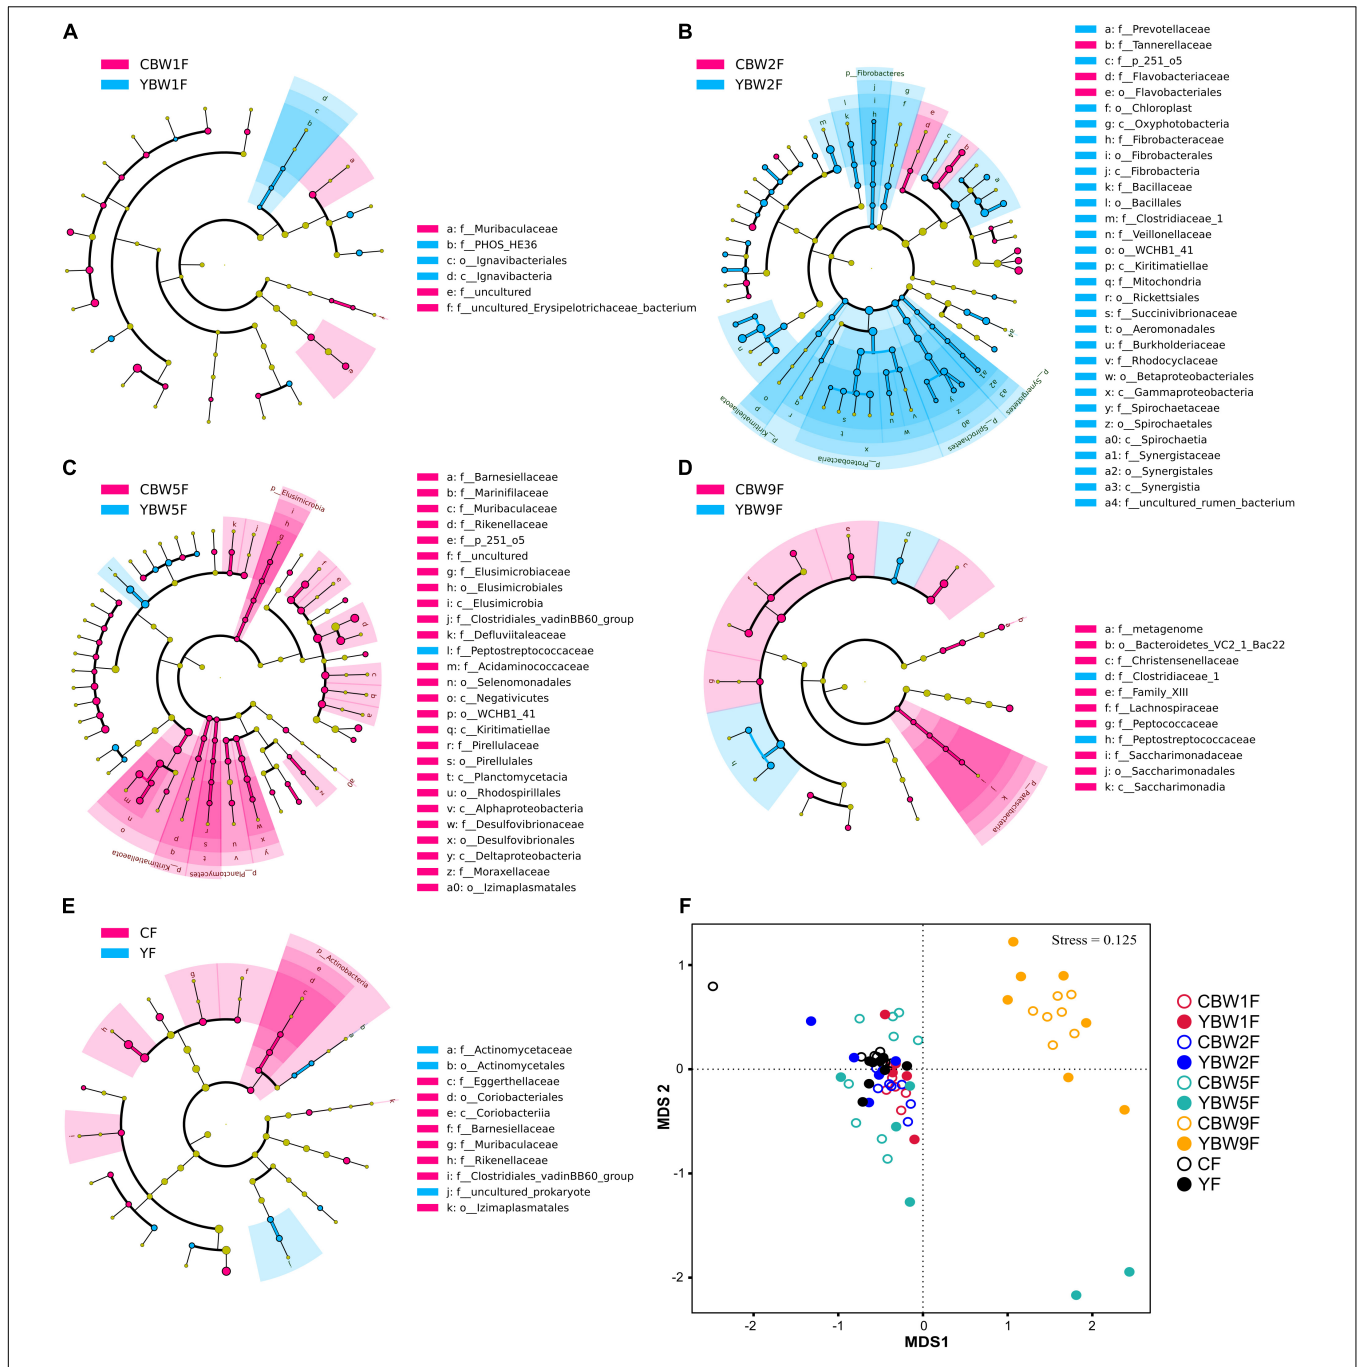 A
CBW1F
YBW1F
d
c
b
a
e
f
a: f__Muribaculaceae
b: f__PHOS_HE36
c: o__Ignavibacteriales
d: c__Ignavibacteria
e: f__uncultured
f: f__uncultured_Erysipelotrichaceae_bacterium
B
CBW2F
YBW2F
p__Fibrobacteres
j
g
l
i
f
e
m
k
h
d
c
b
a
a4
n
a1
a2
a3
p__Synergistetes
p
o
r
q
s
t
u
v
w
x
y
z
a0
p__Kiritimatiellaeota
p__Proteobacteria
p__Spirochaetes
a: f__Prevotellaceae
b: f__Tannerellaceae
c: f__p_251_o5
d: f__Flavobacteriaceae
e: o__Flavobacteriales
f: o__Chloroplast
g: c__Oxyphotobacteria
h: f__Fibrobacteraceae
i: o__Fibrobacterales
j: c__Fibrobacteria
k: f__Bacillaceae
l: o__Bacillales
m: f__Clostridiaceae_1
n: f__Veillonellaceae
o: o__WCHB1_41
p: c__Kiritimatiellae
q: f__Mitochondria
r: o__Rickettsiales
s: f__Succinivibrionaceae
t: o__Aeromonadales
u: f__Burkholderiaceae
v: f__Rhodocyclaceae
w: o__Betaproteobacteriales
x: c__Gammaproteobacteria
y: f__Spirochaetaceae
z: o__Spirochaetales
a0: c__Spirochaetia
a1: f__Synergistaceae
a2: o__Synergistales
a3: c__Synergistia
a4: f__uncultured_rumen_bacterium
C
CBW5F
YBW5F
p__Elusimicrobia
i
h
g
k
j
l
f
e
d
c
b
a
a0
z
m
n
o
p
q
r
s
t
u
v
w
x
y
p__Kiritimatiellaeota
p__Planctomycetes
a: f__Barnesiellaceae
b: f__Marinifilaceae
c: f__Muribaculaceae
d: f__Rikenellaceae
e: f__p_251_o5
f: f__uncultured
g: f__Elusimicrobiaceae
h: o__Elusimicrobiales
i: c__Elusimicrobia
j: f__Clostridiales_vadinBB60_group
k: f__Defluviitaleaceae
l: f__Peptostreptococcaceae
m: f__Acidaminococcaceae
n: o__Selenomonadales
o: c__Negativicutes
p: o__WCHB1_41
q: c__Kiritimatiellae
r: f__Pirellulaceae
s: o__Pirellulales
t: c__Planctomycetacia
u: o__Rhodospirillales
v: c__Alphaproteobacteria
w: f__Desulfovibrionaceae
x: o__Desulfovibrionales
y: c__Deltaproteobacteria
z: f__Moraxellaceae
a0: o__Izimaplasmatales
D
CBW9F
YBW9F
e
d
c
f
b
a
g
h
i
j
k
p__Patescibacteria
a: f__metagenome
b: o__Bacteroidetes_VC2_1_Bac22
c: f__Christensenellaceae
d: f__Clostridiaceae_1
e: f__Family_XIII
f: f__Lachnospiraceae
g: f__Peptococcaceae
h: f__Peptostreptococcaceae
i: f__Saccharimonadaceae
j: o__Saccharimonadales
k: c__Saccharimonadia
E
CF
YF
p__Actinobacteria
e
d
c
g
f
h
b
a
i
k
j
a: f__Actinomycetaceae
b: o__Actinomycetales
c: f__Eggerthellaceae
d: o__Coriobacteriales
e: c__Coriobacteriia
f: f__Barnesiellaceae
g: f__Muribaculaceae
h: f__Rikenellaceae
i: f__Clostridiales_vadinBB60_group
j: f__uncultured_prokaryote
k: o__Izimaplasmatales
F
Stress = 0.125
1
0
-1
-2
MDS 2
-2
-1
0
1
2
MDS1
CBW1F
YBW1F
CBW2F
YBW2F
CBW5F
YBW5F
CBW9F
YBW9F
CF
YF